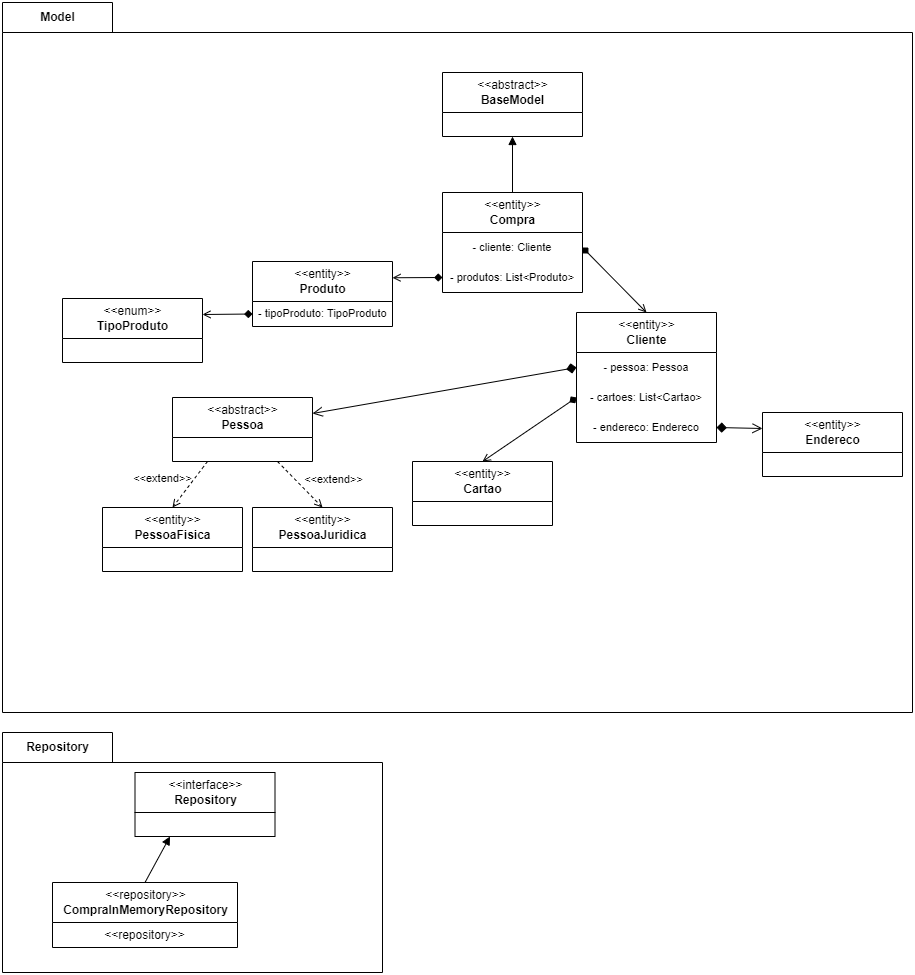 Model
<<abstract>>
BaseModel
<<entity>>
Compra
- cliente: Cliente
- produtos: List<Produto>
<<entity>>
Produto
- tipoProduto: TipoProduto
<<enum>>
TipoProduto
<<entity>>
Cliente
- pessoa: Pessoa
- cartoes: List<Cartao>
- endereco: Endereco
<<abstract>>
Pessoa
<<entity>>
Endereco
<<entity>>
Cartao
<<extend>>
<<extend>>
<<entity>>
PessoaFisica
<<entity>>
PessoaJuridica
Repository
<<interface>>
Repository
<<repository>>
CompraInMemoryRepository
<<repository>>